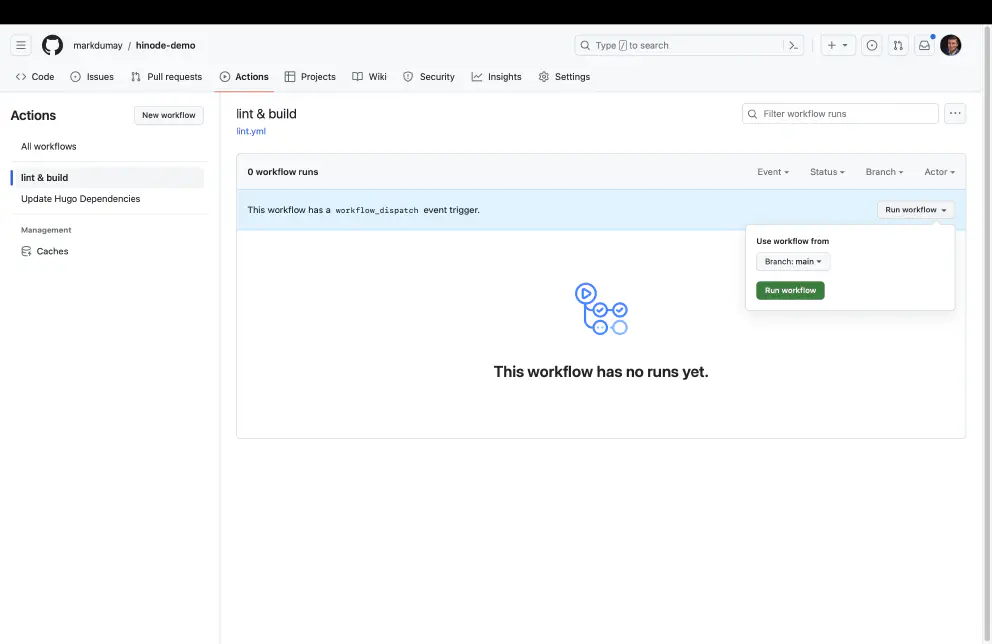 markdumay / hinode-demo
Type / to search
Code Issues Pull requests Actions Projects Wiki Security Insights Settings
Actions
New workflow
All workflows
lint & build
Update Hugo Dependencies
Management
Caches
lint & build
lint.yml
Filter workflow runs
0 workflow runs
Event Status Branch Actor
This workflow has a workflow_dispatch event trigger.
Run workflow
Use workflow from
Branch: main
Run workflow
This workflow has no runs yet.